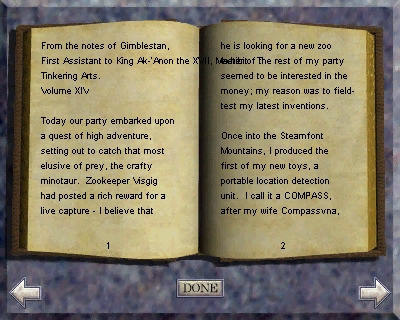 From the notes of Gimblestan,
First Assistant to King Ak-'Anon the XVII,
Tinkering Arts.
Volume XIV
Today our party embarked upon
a quest of high adventure,
setting out to catch that most
elusive of prey, the crafty
minotaur. Zookeeper Visgig
had posted a rich reward for a
live capture - I believe that
1
he is looking for a new zoo
exhibit. The rest of my party
seemed to be interested in the
money; my reason was to field-
test my latest inventions.
Once into the Steamfont
Mountains, I produced the
first of my new toys, a
portable location detection
unit. I call it a COMPASS,
after my wife Compassvna,
2
DONE